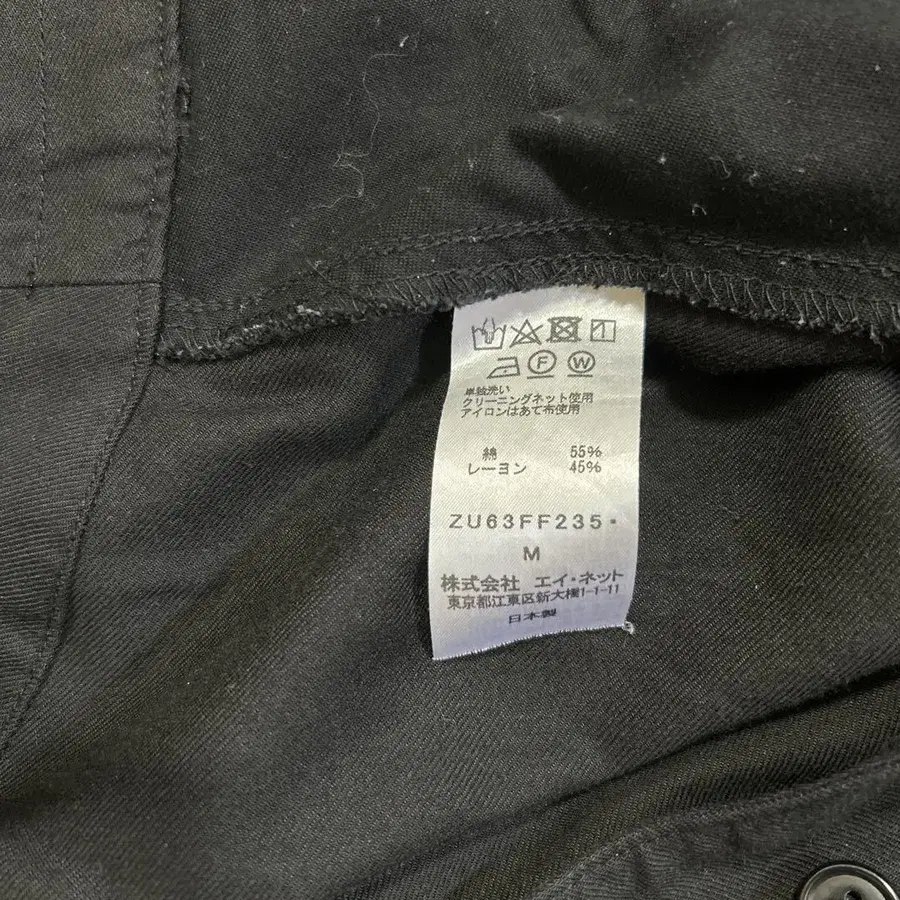 F W
単独洗い
クリーニングネット使用
アイロンはあて布使用
綿 55%
レーヨン 45%
ZU63FF235・
M
株式会社 エイ・ネット
東京都江東区新大橋1-1-11
日本製